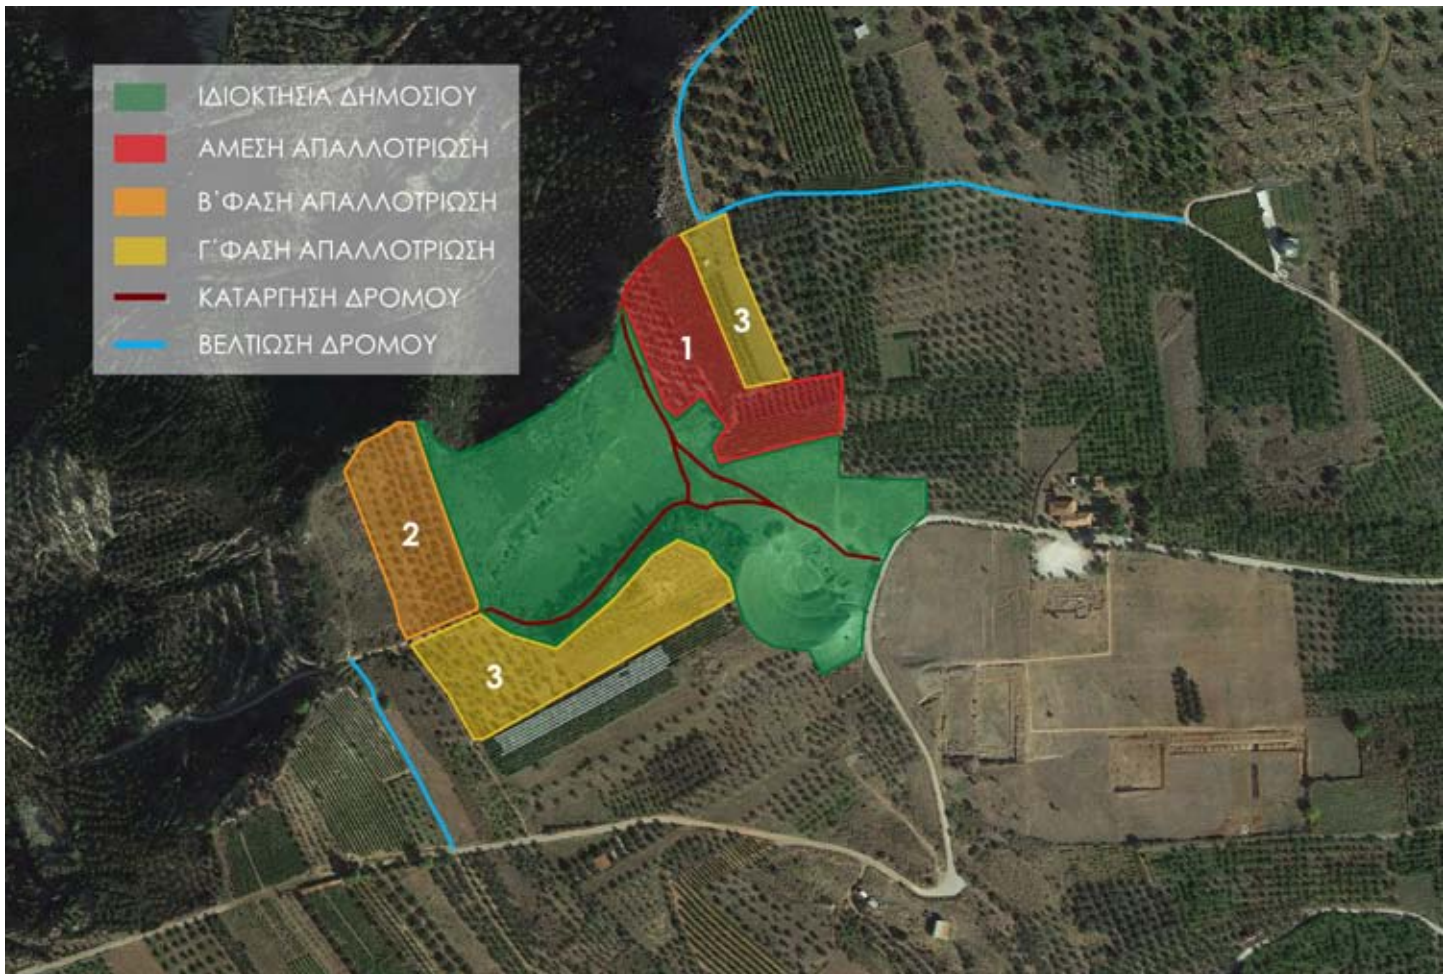 ΙΔΙΟΚΤΗΣΙΑ ΔΗΜΟΣΙΟΥ
ΑΜΕΣΗ ΑΠΑΛΛΟΤΡΙΩΣΗ
Β΄ΦΑΣΗ ΑΠΑΛΛΟΤΡΙΩΣΗ
Γ΄ΦΑΣΗ ΑΠΑΛΛΟΤΡΙΩΣΗ
ΚΑΤΑΡΓΗΣΗ ΔΡΟΜΟΥ
ΒΕΛΤΙΩΣΗ ΔΡΟΜΟΥ
3
1
2
3